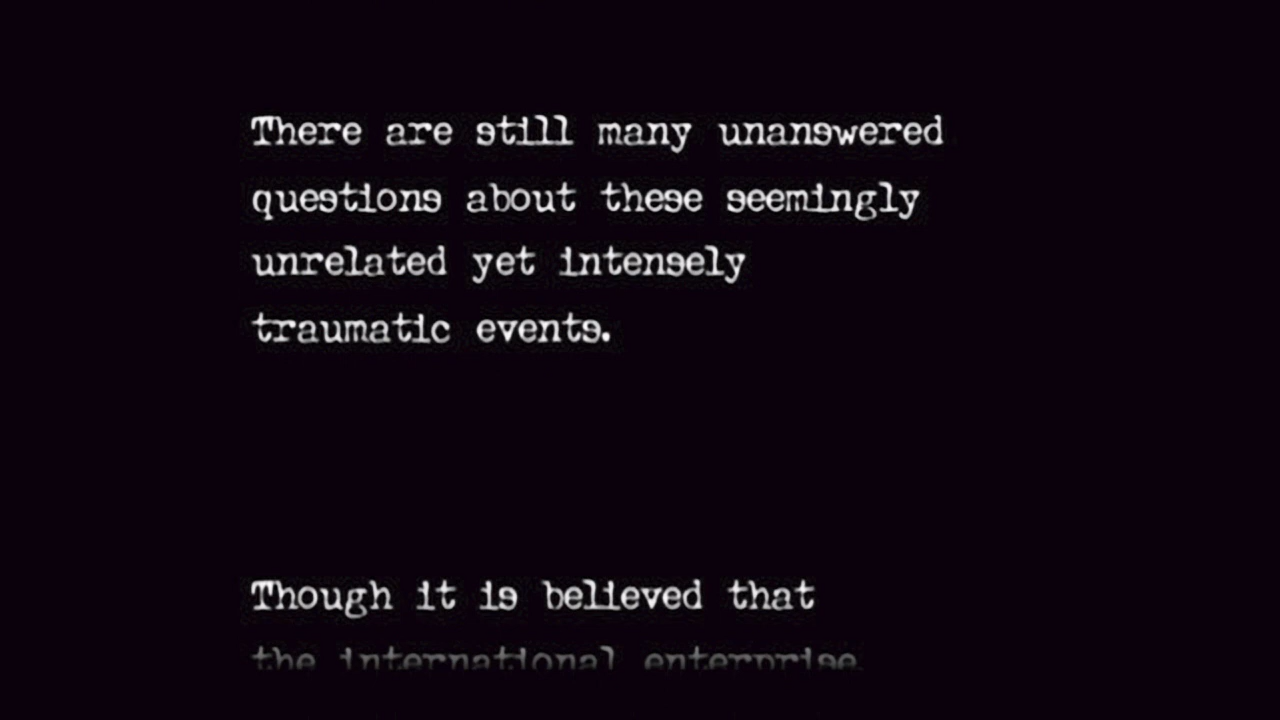 There are still many unanswered
questions about these seemingly
unrelated yet intensely
traumatic events.
Though it is believed that
the international enterprise